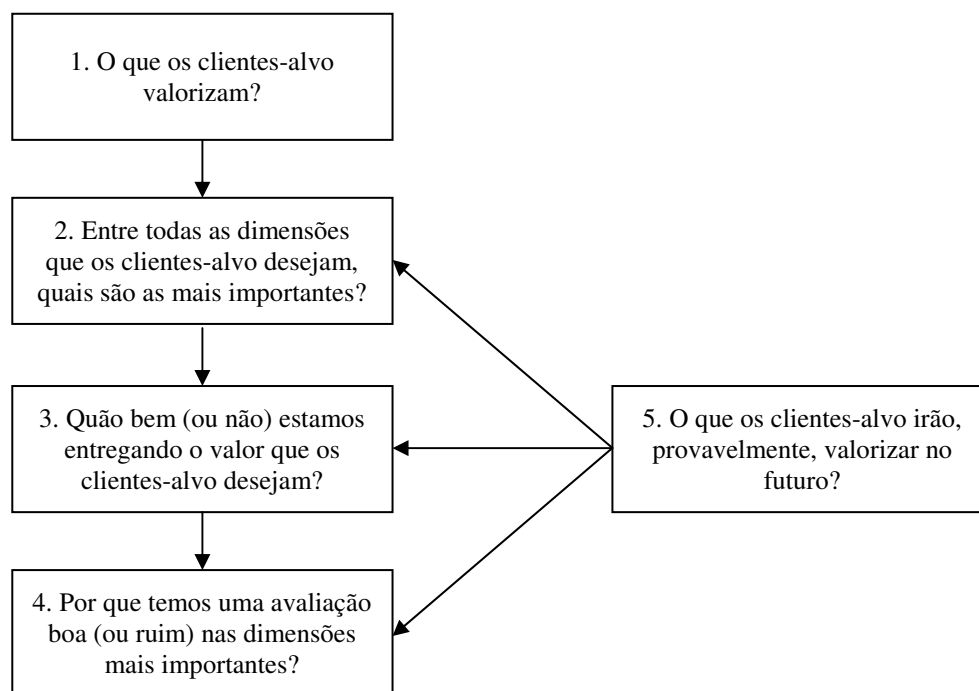 1. O que os clientes-alvo
valorizam?
2. Entre todas as dimensões
que os clientes-alvo desejam,
quais são as mais importantes?
3. Quão bem (ou não) estamos
entregando o valor que os
clientes-alvo desejam?
5. O que os clientes-alvo irão,
provavelmente, valorizar no
futuro?
4. Por que temos uma avaliação
boa (ou ruim) nas dimensões
mais importantes?